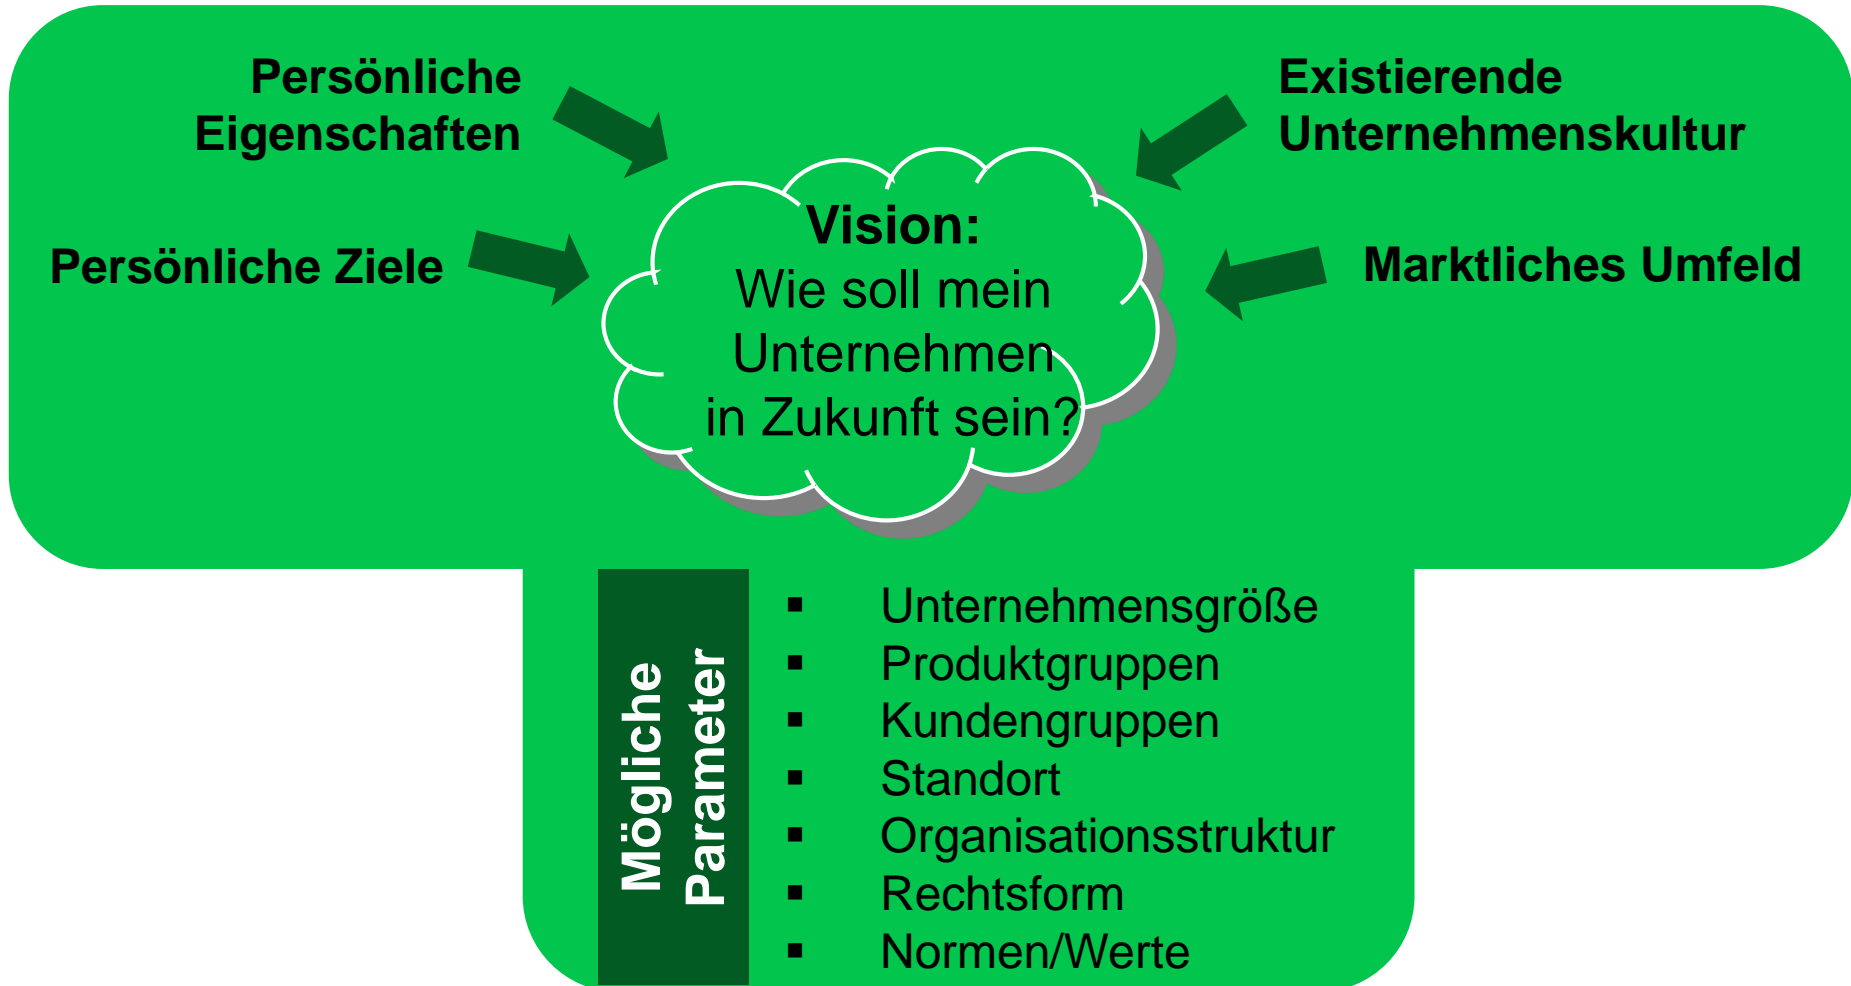 Persönliche
Eigenschaften
Persönliche Ziele
Existierende
Unternehmenskultur
Marktliches Umfeld
Vision:
Wie soll mein
Unternehmen
in Zukunft sein?
Mögliche
Parameter
▪ Unternehmensgröße
▪ Produktgruppen
▪ Kundengruppen
▪ Standort
▪ Organisationsstruktur
▪ Rechtsform
▪ Normen/Werte